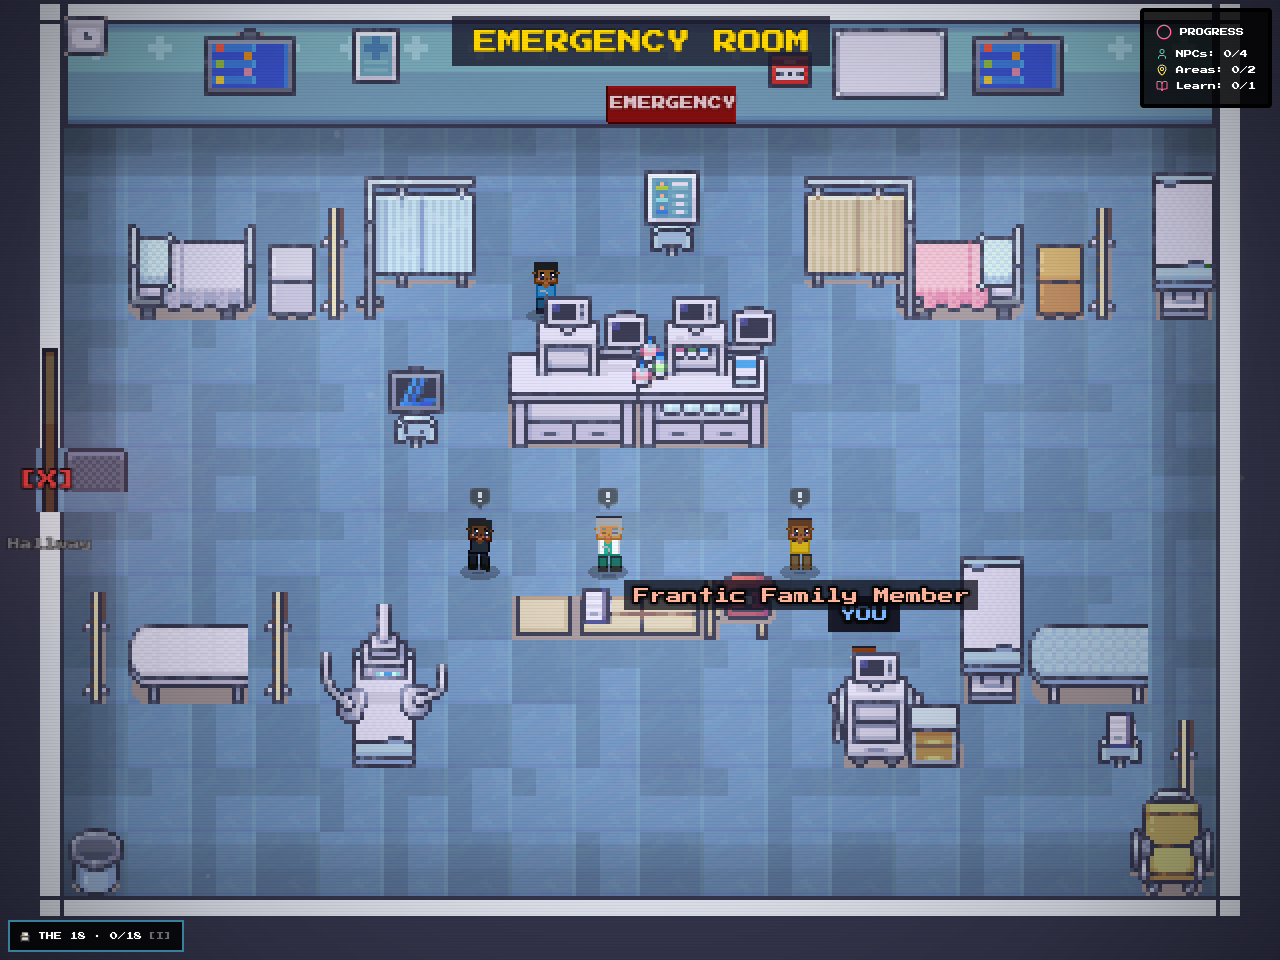 EMERGENCY ROOM
EMERGENCY
PROGRESS
NPCs: 0/4
Areas: 0/2
Learn: 0/1
[X]
Hallway
!
!
!
Frantic Family Member
YOU
THE 18 · 0/18 [I]